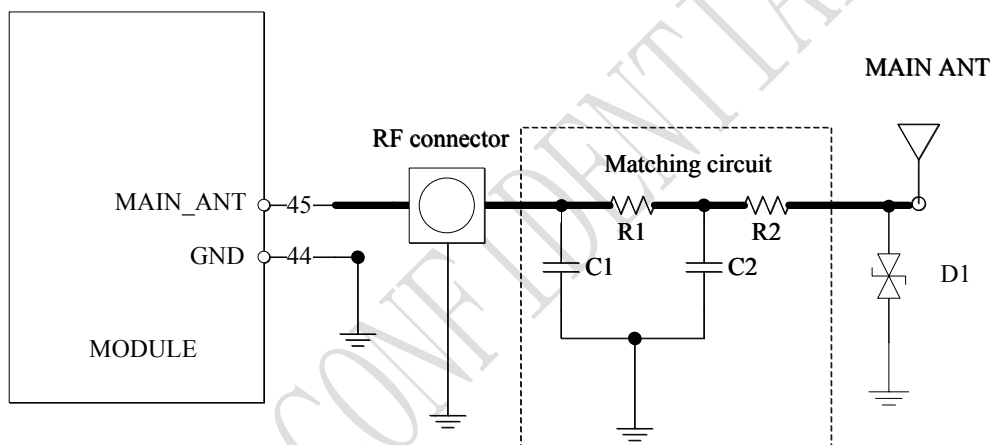 MAIN ANT
RF connector
Matching circuit
MAIN_ANT
45
R1
R2
GND
44
C1
C2
D1
MODULE
CONFIDENTIAL